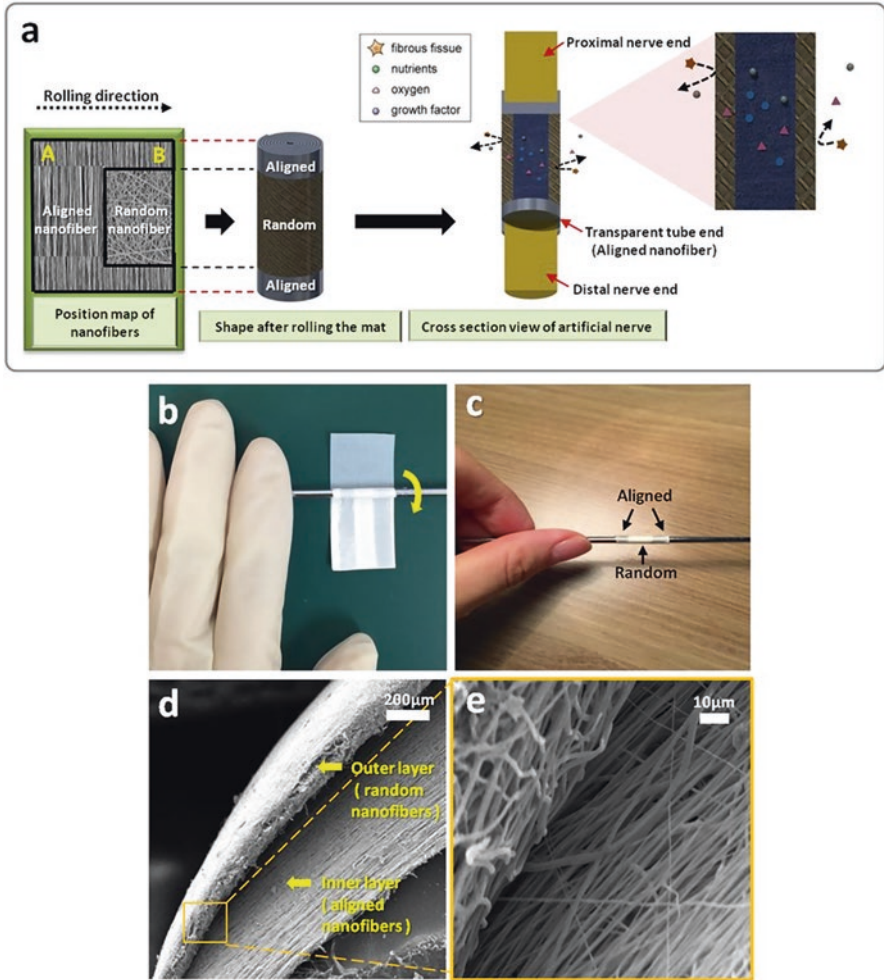 a
Rolling direction
A
B
Aligned
nanofiber
Random
nanofiber
Position map of
nanofibers
Aligned
Random
Aligned
Shape after rolling the mat
fibrous tissue
nutrients
oxygen
growth factor
Proximal nerve end
Transparent tube end
(Aligned nanofiber)
Distal nerve end
Cross section view of artificial nerve
b
c
Aligned
Random
d
200μm
Outer layer
( random
nanofibers )
Inner layer
( aligned
nanofibers )
e
10μm